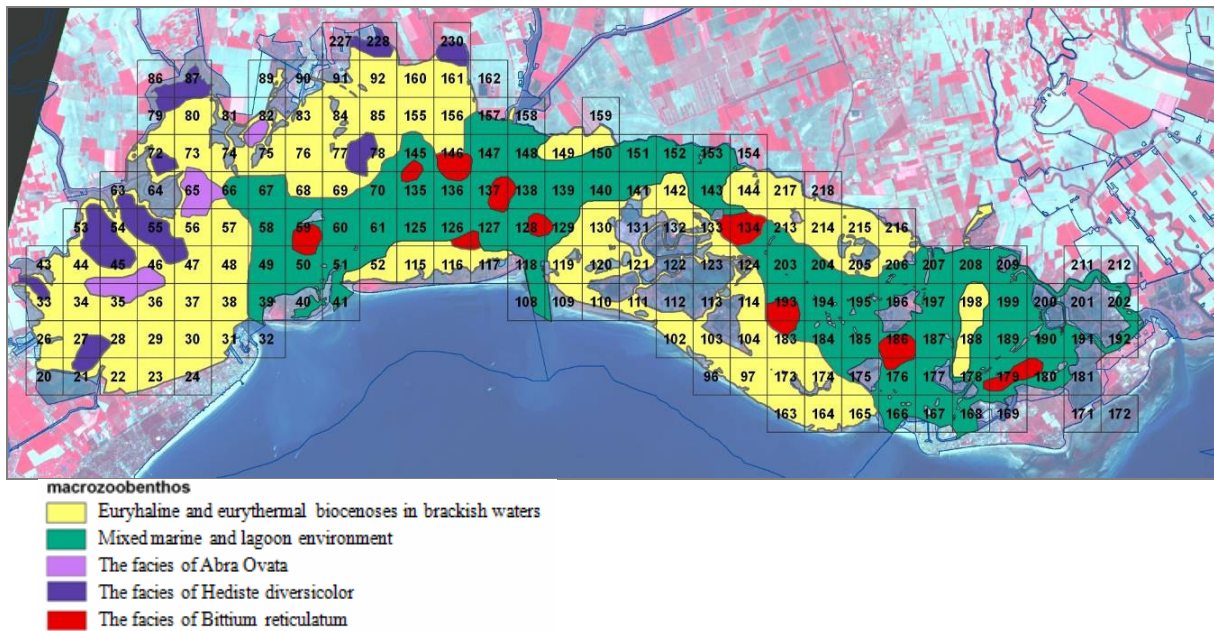 227 228 230
86 87 89 90 91 92 160 161 162
79 80 81 82 83 84 85 155 156 157 158 159
72 73 74 75 76 77 78 145 146 147 148 149 150 151 152 153 154
63 64 65 66 67 68 69 70 135 136 137 138 139 140 141 142 143 144 217 218
53 54 55 56 57 58 59 60 61 125 126 127 128 129 130 131 132 133 134 213 214 215 216
43 44 45 46 47 48 49 50 51 52 115 116 117 118 119 120 121 122 123 124 203 204 205 206 207 208 209 211 212
33 34 35 36 37 38 39 40 41 108 109 110 111 112 113 114 193 194 195 196 197 198 199 200 201 202
26 27 28 29 30 31 32 102 103 104 183 184 185 186 187 188 189 190 191 192
20 21 22 23 24 96 97 173 174 175 176 177 178 179 180 181
163 164 165 166 167 168 169 171 172
macrozoobenthos
Euryhaline and eurythermal biocenoses in brackish waters
Mixed marine and lagoon environment
The facies of Abra Ovata
The facies of Hediste diversicolor
The facies of Bittium reticulatum